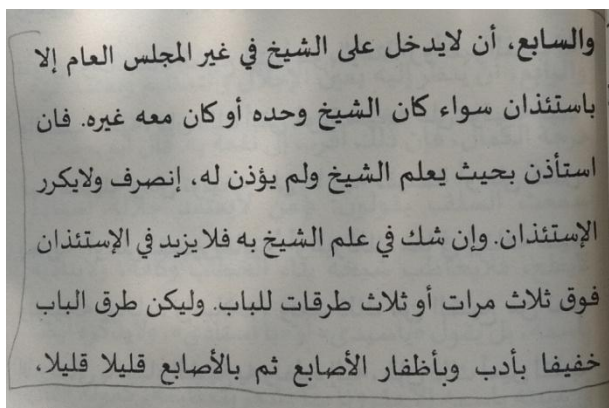 والسابع، أن لايدخل على الشيخ في غير المجلس العام إلا
باستئذان سواء كان الشيخ وحده أو كان معه غيره. فان
استأذن بحيث يعلم الشيخ ولم يؤذن له، إنصرف ولايكرر
الإستئذان. وإن شك في علم الشيخ به فلا يزيد في الإستئذان
فوق ثلاث مرات أو ثلاث طرقات للباب. وليكن طرق الباب
خفيفا بأدب وبأظفار الأصابع ثم بالأصابع قليلا قليلا،